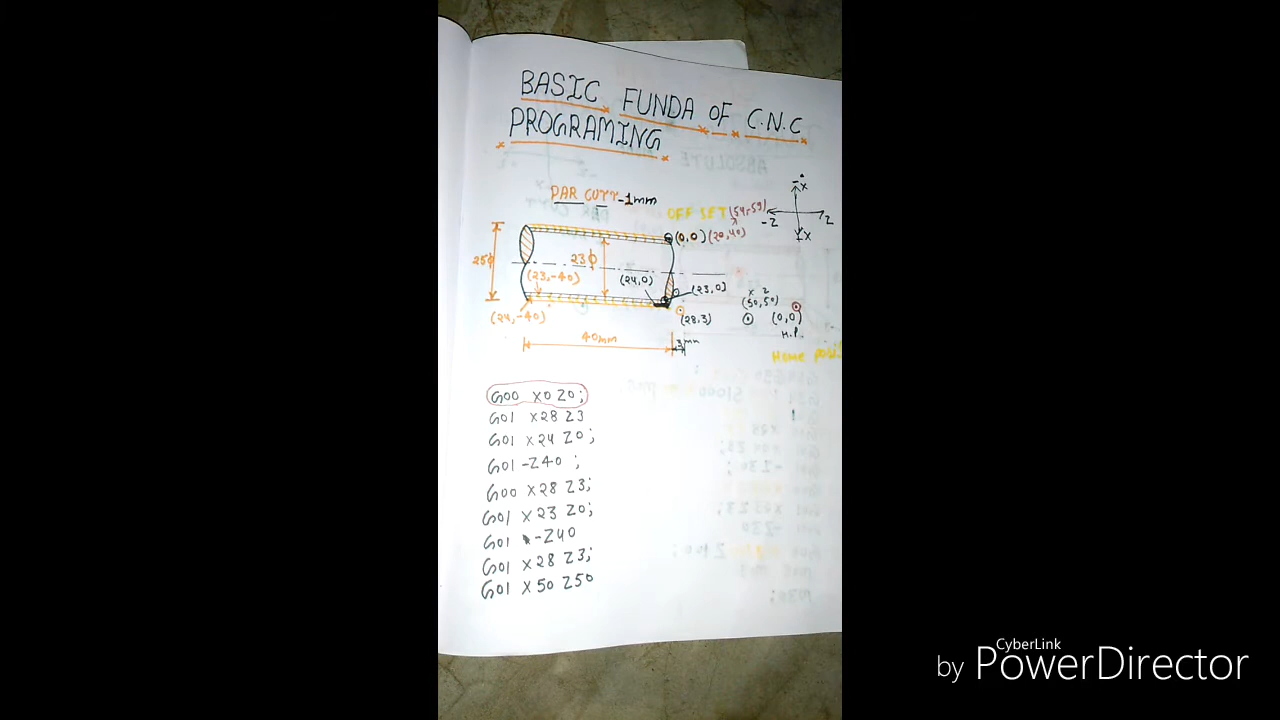 BASIC FUNDA OF C.N.C
PROGRAMING
PAR CUTT-1mm
OFF SET (54,59)
-X
-Z Z
X
(0,0) (20,40)
25ϕ
23ϕ
(23,-40)
(24,0)
(23,0)
X Z
(50,50)
(24,-40)
(28,3)
(0,0)
H.P.
40mm
3mm
Home posi
G00 X0 Z0;
G01 X28 Z3
G01 X24 Z0;
G01 -Z40 ;
G00 X28 Z3;
G01 X23 Z0;
G01 -Z40
G01 X28 Z3;
G01 X50 Z50
CyberLink
by PowerDirector